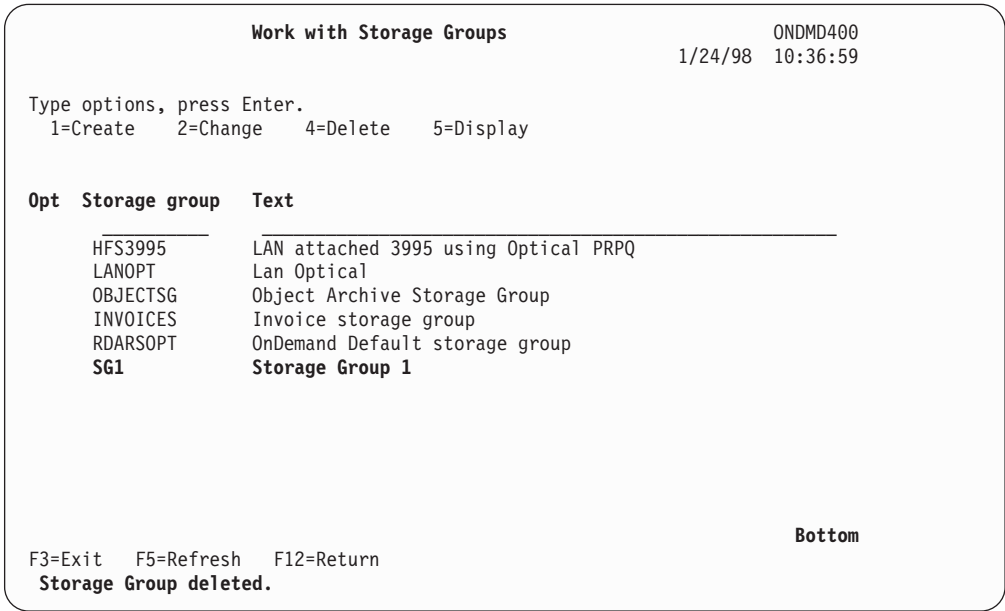 Work with Storage Groups ONDMD400
1/24/98 10:36:59
Type options, press Enter.
1=Create 2=Change 4=Delete 5=Display
Opt Storage group Text
HFS3995 LAN attached 3995 using Optical PRPQ
LANOPT Lan Optical
OBJECTSG Object Archive Storage Group
INVOICES Invoice storage group
RDARSOPT OnDemand Default storage group
SG1 Storage Group 1
Bottom
F3=Exit F5=Refresh F12=Return
Storage Group deleted.